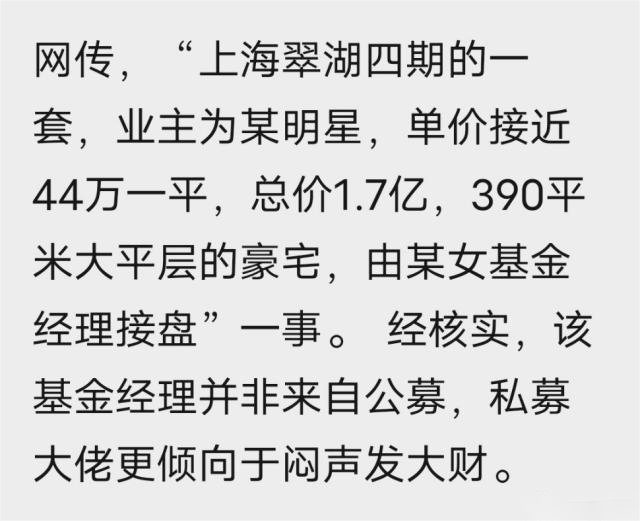 网传，“上海翠湖四期的一
套，业主为某明星，单价接近
44万一平，总价1.7亿，390平
米大平层的豪宅，由某女基金
经理接盘”一事。 经核实，该
基金经理并非来自公募，私募
大佬更倾向于闷声发大财。